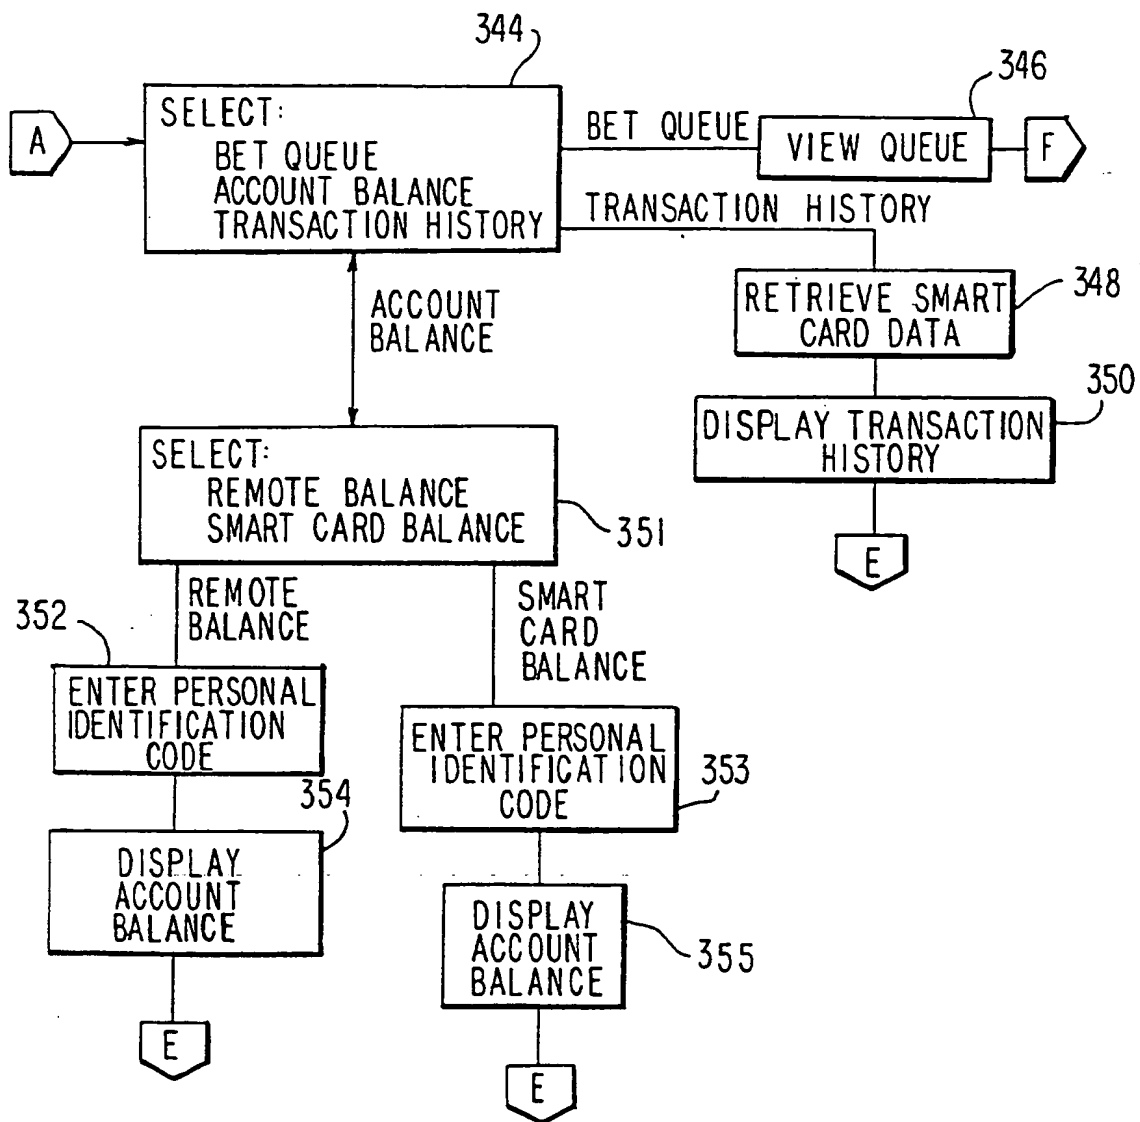 344
346
A
SELECT:
BET QUEUE
ACCOUNT BALANCE
TRANSACTION HISTORY
BET QUEUE
VIEW QUEUE
F
TRANSACTION HISTORY
348
RETRIEVE SMART
CARD DATA
ACCOUNT
BALANCE
350
DISPLAY TRANSACTION
HISTORY
E
SELECT:
REMOTE BALANCE
SMART CARD BALANCE
351
REMOTE
BALANCE
SMART
CARD
BALANCE
352
ENTER PERSONAL
IDENTIFICATION
CODE
ENTER PERSONAL
IDENTIFICATION
CODE
353
354
DISPLAY
ACCOUNT
BALANCE
DISPLAY
ACCOUNT
BALANCE
355
E
E